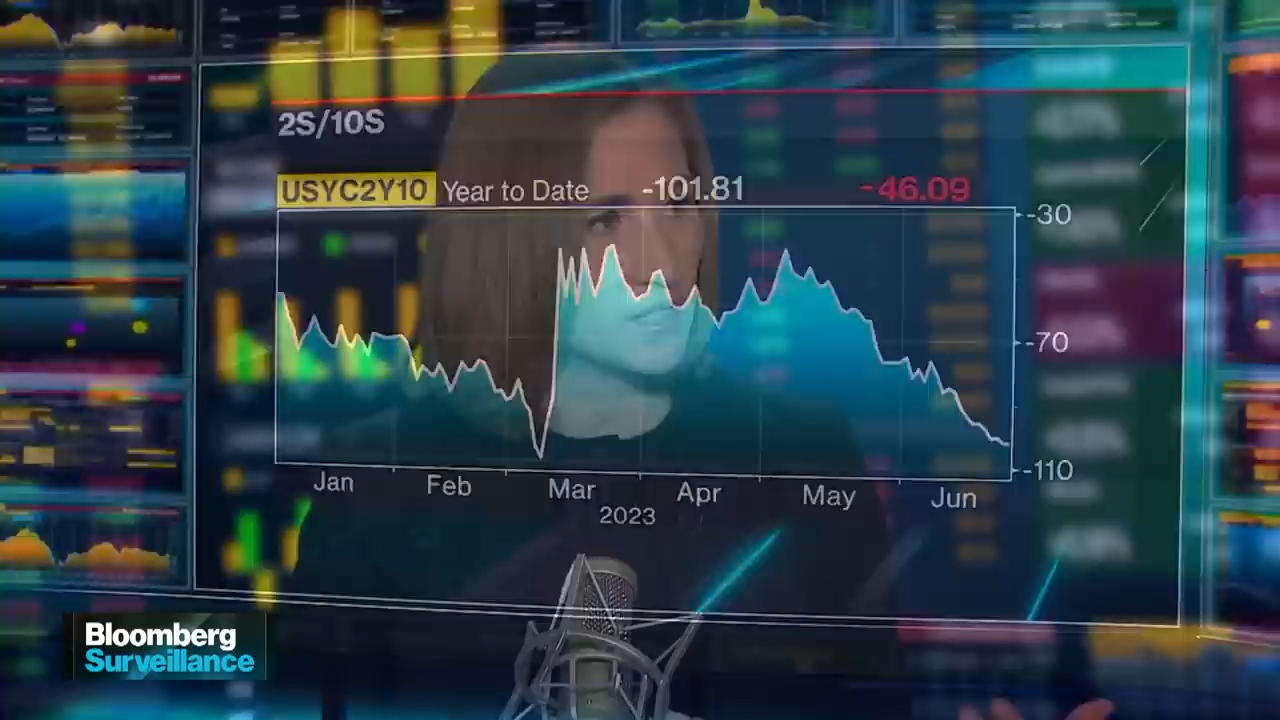 2S/10S
USYC2Y10 Year to Date -101.81 -46.09
-30
-70
-110
Jan Feb Mar Apr May Jun
2023
Bloomberg
Surveillance